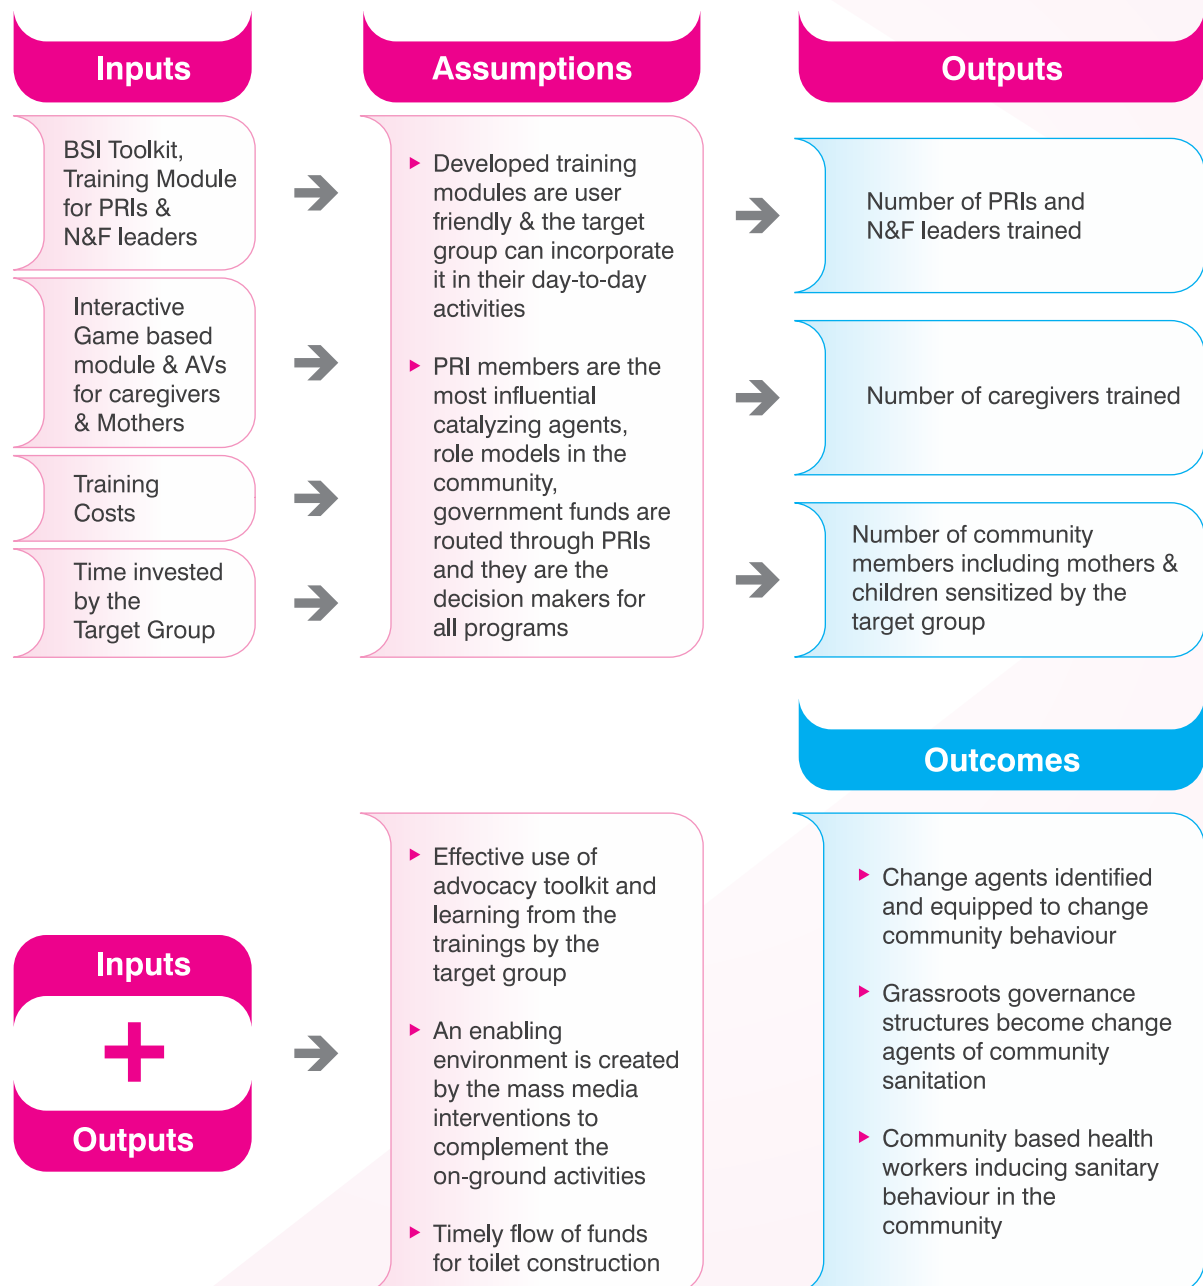 Inputs
Assumptions
Outputs
BSI Toolkit,
Training Module
for PRIs &
N&F leaders
Interactive
Game based
module & AVs
for caregivers
& Mothers
Training
Costs
Time invested
by the
Target Group
Developed training
modules are user
friendly & the target
group can incorporate
it in their day-to-day
activities
PRI members are the
most influential
catalyzing agents,
role models in the
community,
government funds are
routed through PRIs
and they are the
decision makers for
all programs
Number of PRIs and
N&F leaders trained
Number of caregivers trained
Number of community
members including mothers &
children sensitized by the
target group
Outcomes
Inputs
+
Outputs
Effective use of
advocacy toolkit and
learning from the
trainings by the
target group
An enabling
environment is created
by the mass media
interventions to
complement the
on-ground activities
Timely flow of funds
for toilet construction
Change agents identified
and equipped to change
community behaviour
Grassroots governance
structures become change
agents of community
sanitation
Community based health
workers inducing sanitary
behaviour in the
community